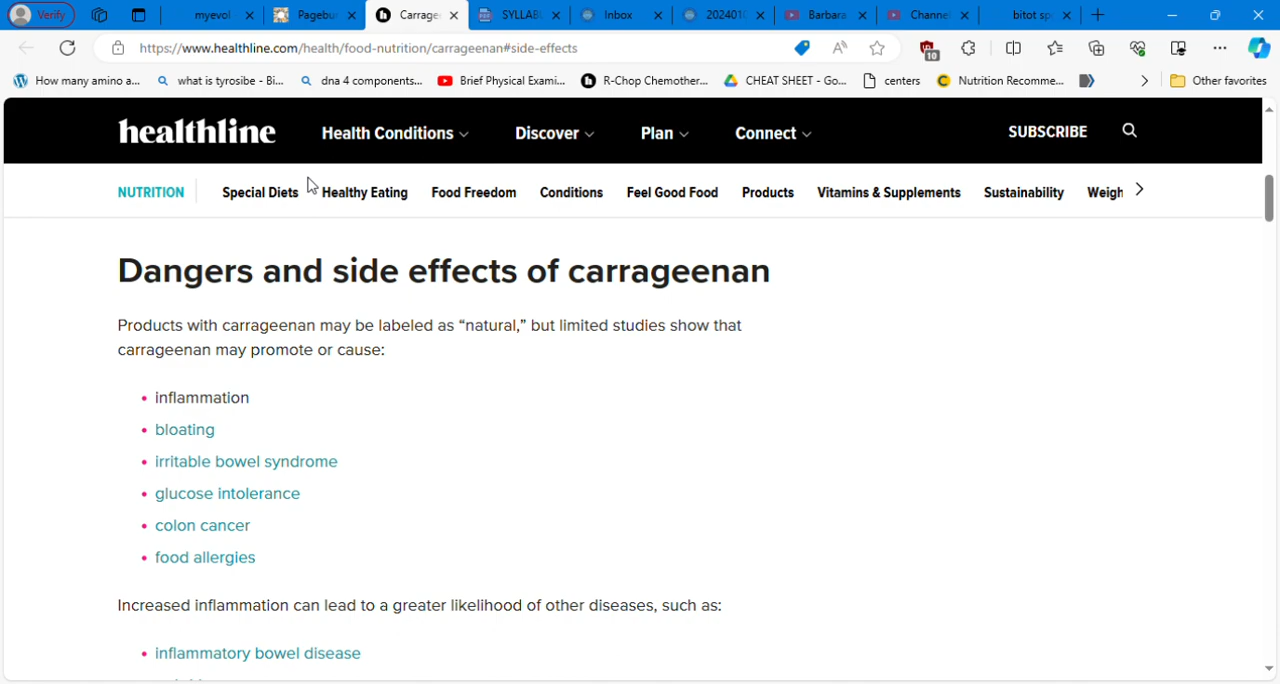 Verify
myevol
Pagebur
Carrage
SYLLABU
Inbox
2024010
Barbara
Channel
bitot sp
https://www.healthline.com/health/food-nutrition/carrageenan#side-effects
10
How many amino a...
what is tyrosibe - Bi...
dna 4 components...
Brief Physical Exami...
R-Chop Chemother...
CHEAT SHEET - Go...
centers
Nutrition Recomme...
Other favorites
healthline
Health Conditions
Discover
Plan
Connect
SUBSCRIBE
NUTRITION
Special Diets
Healthy Eating
Food Freedom
Conditions
Feel Good Food
Products
Vitamins & Supplements
Sustainability
Weigh
Dangers and side effects of carrageenan
Products with carrageenan may be labeled as “natural,” but limited studies show that
carrageenan may promote or cause:
• inflammation
• bloating
• irritable bowel syndrome
• glucose intolerance
• colon cancer
• food allergies
Increased inflammation can lead to a greater likelihood of other diseases, such as:
• inflammatory bowel disease